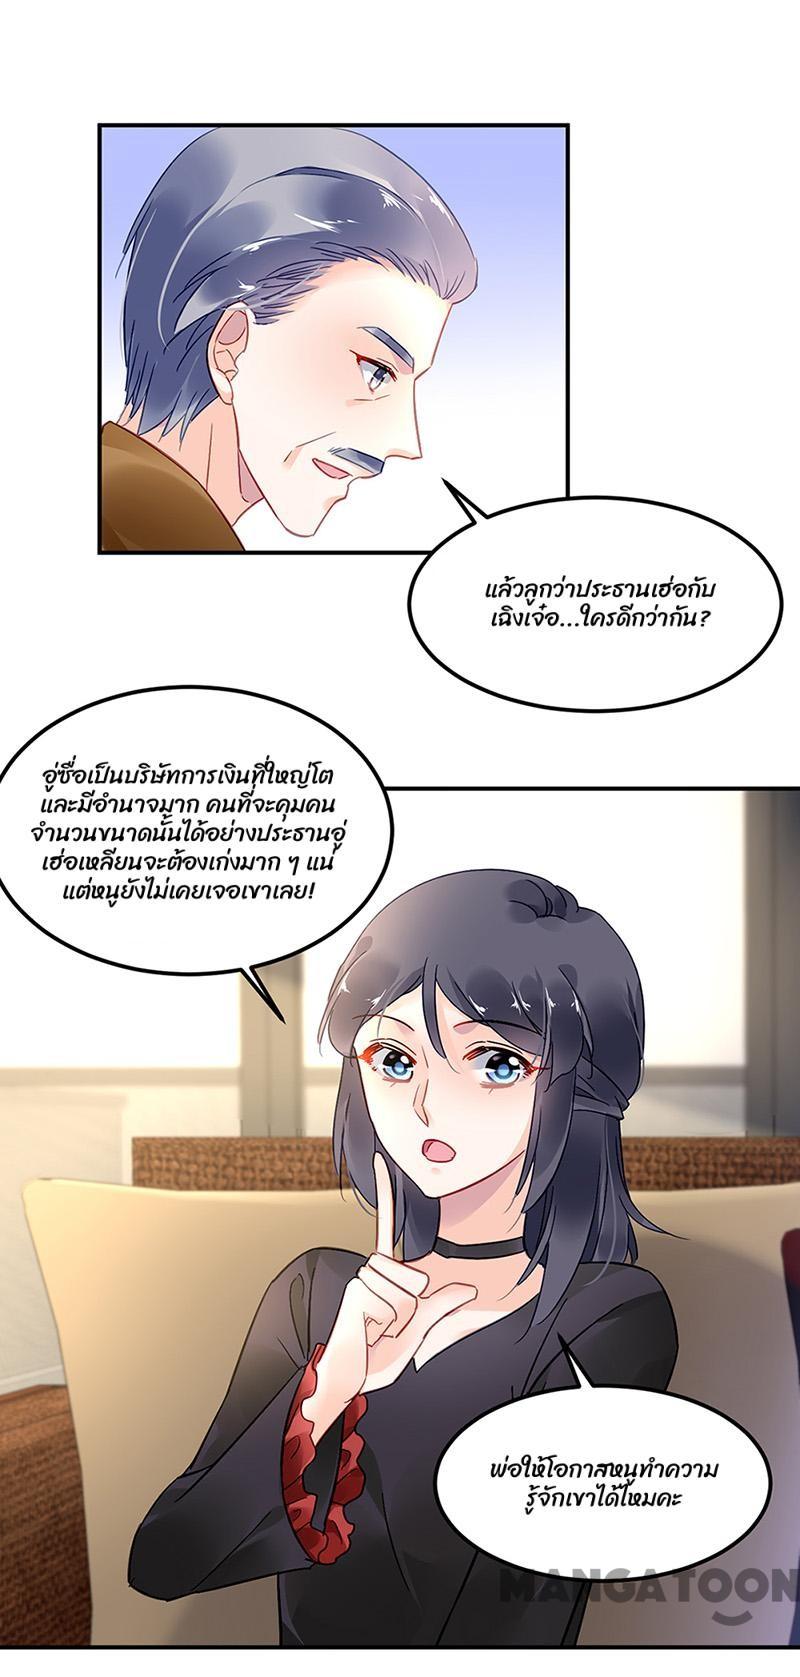 แล้วลูกว่าประธานเฮ่อกับ
เฉิงเจ๋อ...ใครดีกว่ากัน?
อู่ซื่อเป็นบริษัทการเงินที่ใหญ่โต
และมีอำนาจมาก คนที่จะคุมคน
จำนวนขนาดนั้นได้อย่างประธานอู่
เฮ่อเหลียนจะต้องเก่งมาก ๆ แน่
แต่หนูยังไม่เคยเจอเขาเลย!
พ่อให้โอกาสหนูทำความ
รู้จักเขาได้ไหมคะ
MANGATOON